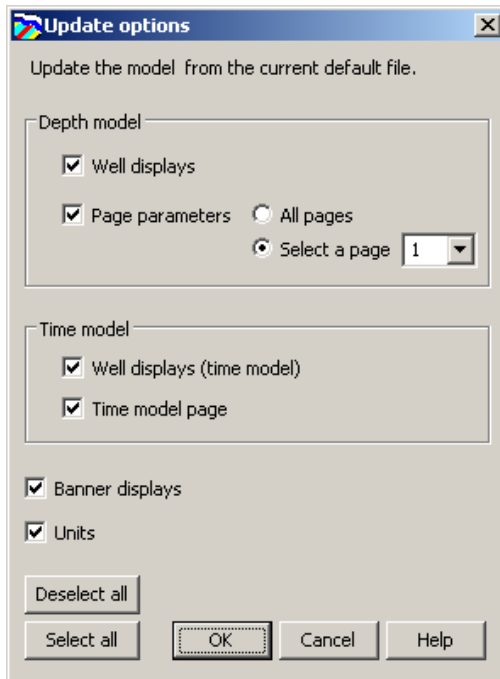 Update options
Update the model from the current default file.
Depth model
Well displays
Page parameters All pages
Select a page 1
Time model
Well displays (time model)
Time model page
Banner displays
Units
Deselect all
Select all OK Cancel Help